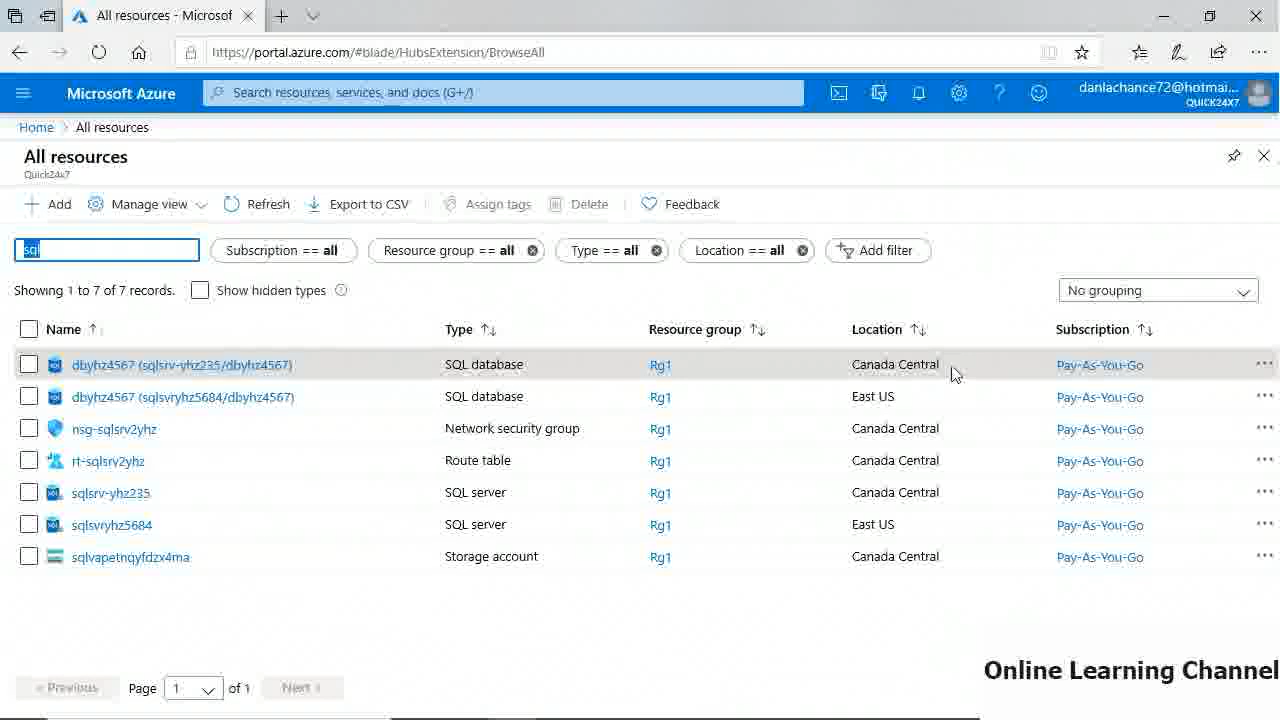 All resources - Microsof
https://portal.azure.com/#blade/HubsExtension/BrowseAll
Microsoft Azure
Search resources, services, and docs (G+/)
danlachance72@hotmai...
QUICK24X7
Home > All resources
All resources
Quick24x7
Add Manage view Refresh Export to CSV Assign tags Delete Feedback
sql Subscription == all Resource group == all Type == all Location == all Add filter
Showing 1 to 7 of 7 records. Show hidden types No grouping
Name Type Resource group Location Subscription
dbyhz4567 (sqlsrv-yhz235/dbyhz4567) SQL database Rg1 Canada Central Pay-As-You-Go
dbyhz4567 (sqlsvryhz5684/dbyhz4567) SQL database Rg1 East US Pay-As-You-Go
nsg-sqlsrv2yhz Network security group Rg1 Canada Central Pay-As-You-Go
rt-sqlsrv2yhz Route table Rg1 Canada Central Pay-As-You-Go
sqlsrv-yhz235 SQL server Rg1 Canada Central Pay-As-You-Go
sqlsvryhz5684 SQL server Rg1 East US Pay-As-You-Go
sqlvapetnqyfdzx4ma Storage account Rg1 Canada Central Pay-As-You-Go
Online Learning Channel
« Previous Page 1 of 1 Next »